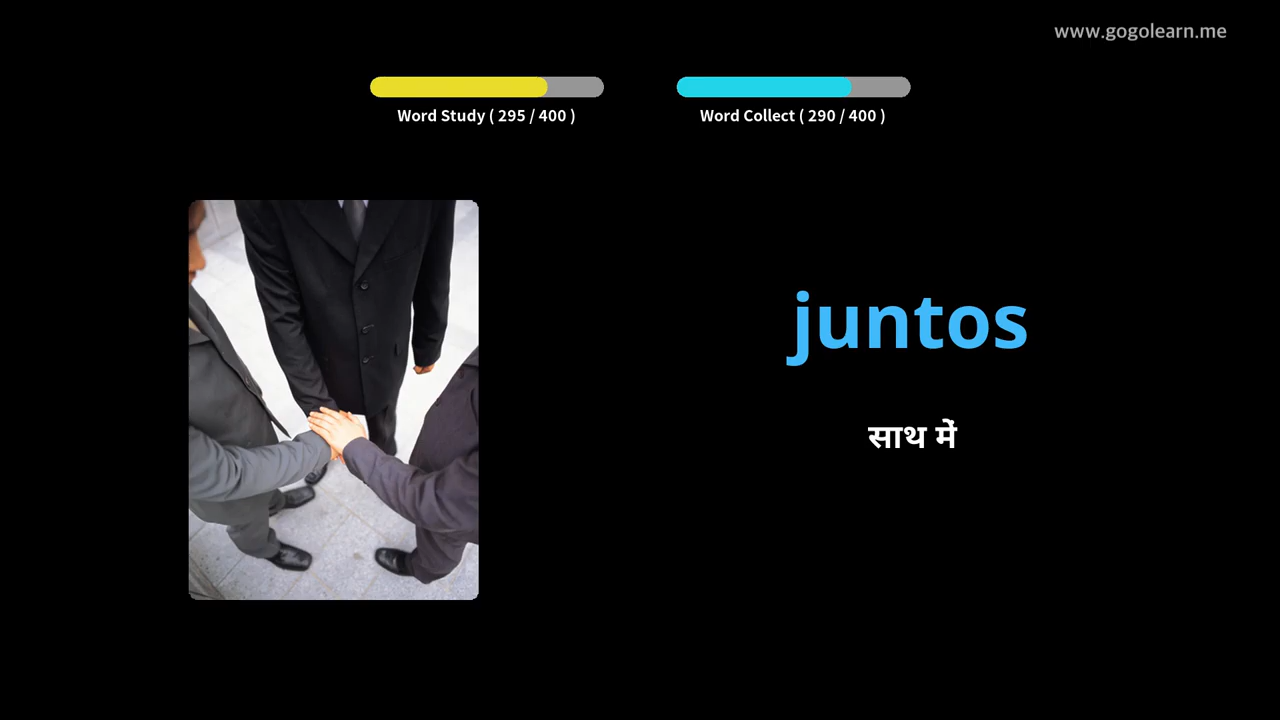 www.gogolearn.me
Word Study ( 295 / 400 )
Word Collect ( 290 / 400 )
juntos
साथ में